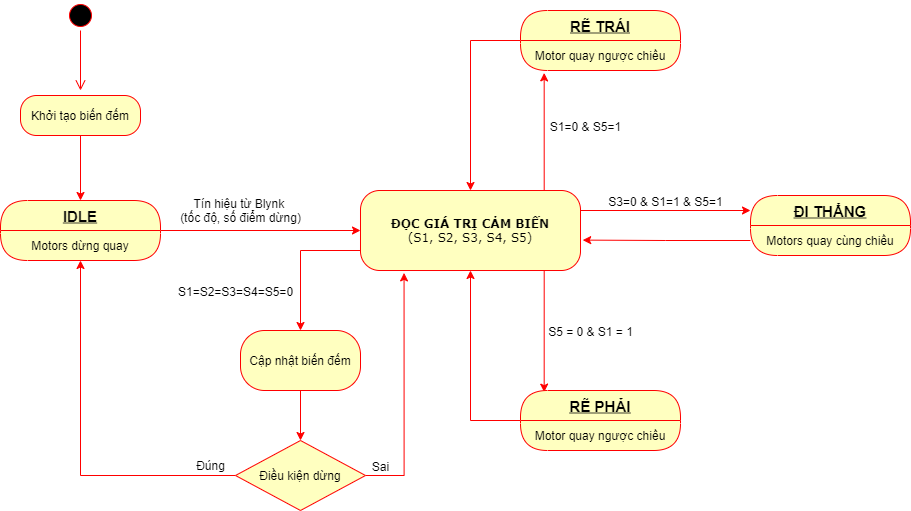 RẼ TRÁI
Motor quay ngược chiều
Khởi tạo biến đếm
S1=0 & S5=1
Tín hiệu từ Blynk
(tốc độ, số điểm dừng)
IDLE
Motors dừng quay
ĐỌC GIÁ TRỊ CẢM BIẾN
(S1, S2, S3, S4, S5)
S3=0 & S1=1 & S5=1
ĐI THẲNG
Motors quay cùng chiều
S1=S2=S3=S4=S5=0
S5 = 0 & S1 = 1
Cập nhật biến đếm
RẼ PHẢI
Motor quay ngược chiều
Đúng
Điều kiện dừng
Sai